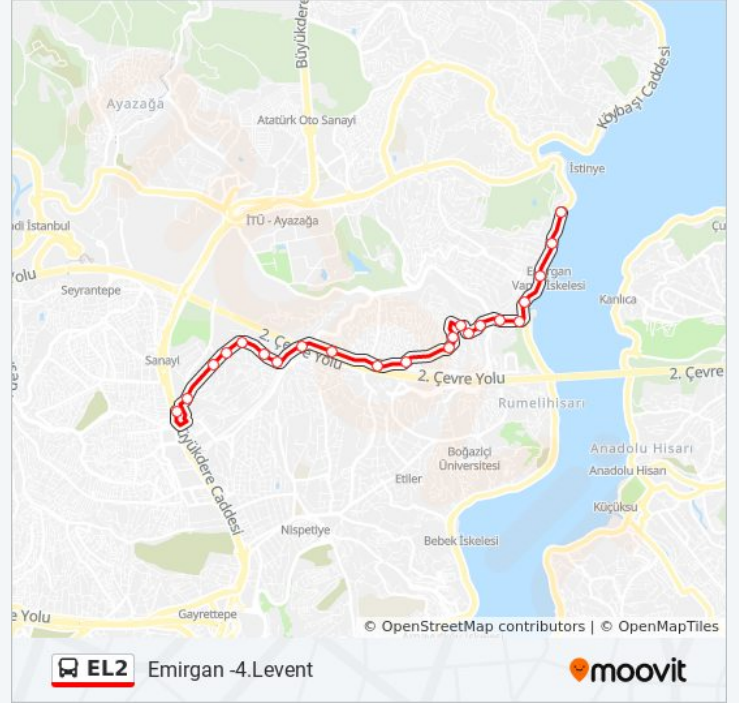 Büyükdere
Köybaşı Caddesi
Ayazağa
Atatürk Oto Sanayi
İstinye
İTÜ - Ayazağa
di İstanbul
Yolu
Seyrantepe
Emirgan
Vapur İskelesi
Kanlıca
2. Çevre Yolu
Sanayi
2. Çevre Yolu
2. Çevre
Rumelihisarı
Büyükdere Caddesi
Boğaziçi
Üniversitesi
Anadolu Hisarı
Anadolu Hisarı
Etiler
Küçüksu
Nispetiye
Bebek İskelesi
Gayrettepe
e Yolu
© OpenStreetMap contributors | © OpenMapTiles
EL2 Emirgan -4.Levent
moovit